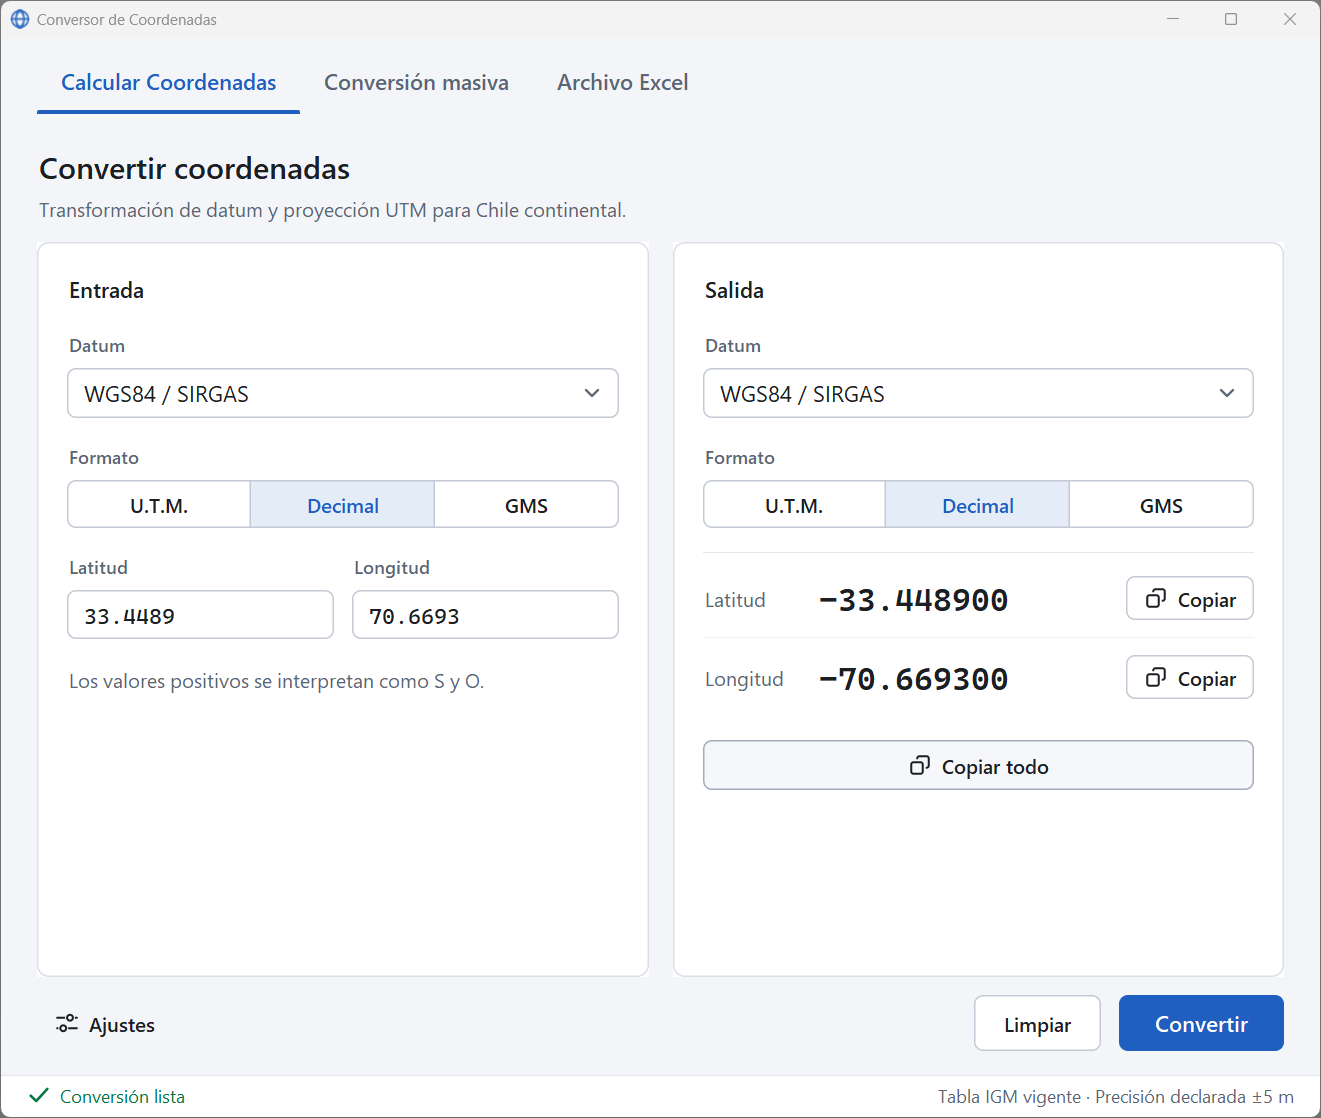 Conversor de Coordenadas
Calcular Coordenadas
Conversión masiva
Archivo Excel
Convertir coordenadas
Transformación de datum y proyección UTM para Chile continental.
Entrada
Datum
WGS84 / SIRGAS
Formato
U.T.M.
Decimal
GMS
Latitud
Longitud
33.4489
70.6693
Los valores positivos se interpretan como S y O.
Salida
Datum
WGS84 / SIRGAS
Formato
U.T.M.
Decimal
GMS
Latitud
−33.448900
Copiar
Longitud
−70.669300
Copiar
Copiar todo
Ajustes
Limpiar
Convertir
Conversión lista
Tabla IGM vigente · Precisión declarada ±5 m